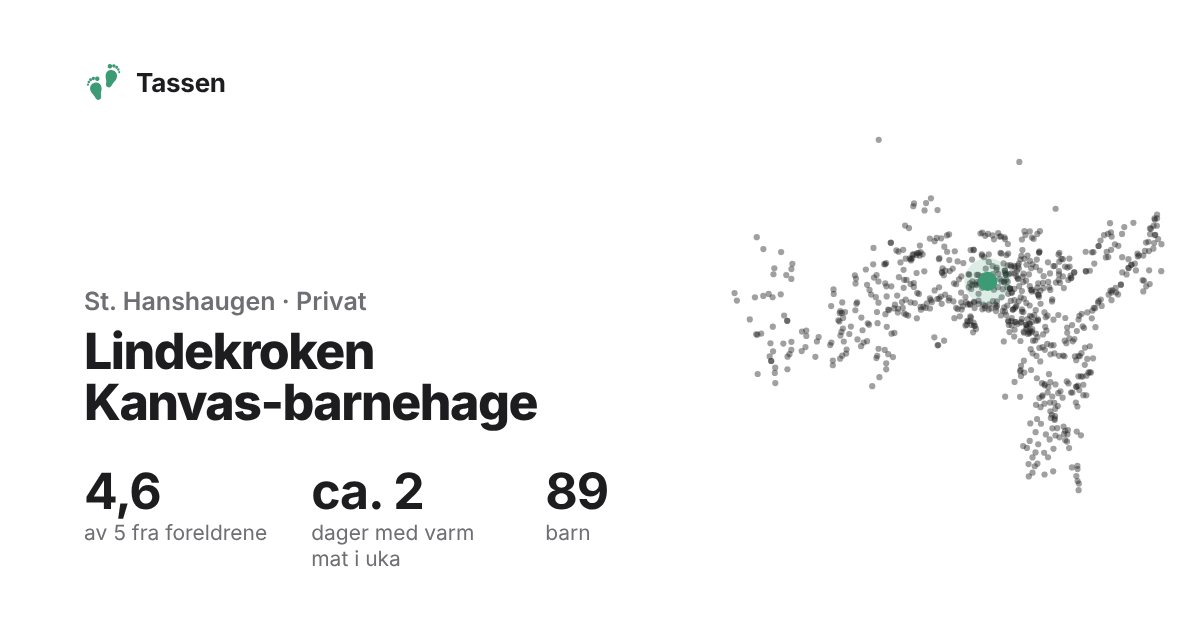 Tassen
St. Hanshaugen · Privat
Lindekroken
Kanvas-barnehage
4,6
av 5 fra foreldrene
ca. 2
dager med varm
mat i uka
89
barn